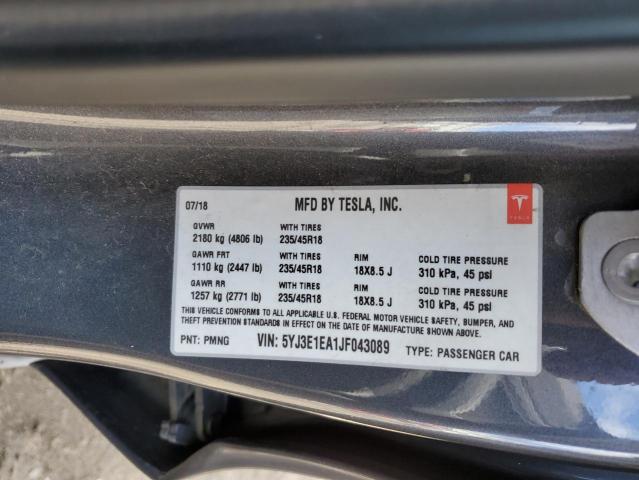 07/18 MFD BY TESLA, INC.
TESLA
GVWR WITH TIRES
2180 kg (4806 lb) 235/45R18
GAWR FRT WITH TIRES RIM COLD TIRE PRESSURE
1110 kg (2447 lb) 235/45R18 18X8.5 J 310 kPa, 45 psi
GAWR RR WITH TIRES RIM COLD TIRE PRESSURE
1257 kg (2771 lb) 235/45R18 18X8.5 J 310 kPa, 45 psi
THIS VEHICLE CONFORMS TO ALL APPLICABLE U.S. FEDERAL MOTOR VEHICLE SAFETY, BUMPER, AND
THEFT PREVENTION STANDARDS IN EFFECT ON THE DATE OF MANUFACTURE SHOWN ABOVE.
PNT: PMNG VIN: 5YJ3E1EA1JF043089 TYPE: PASSENGER CAR